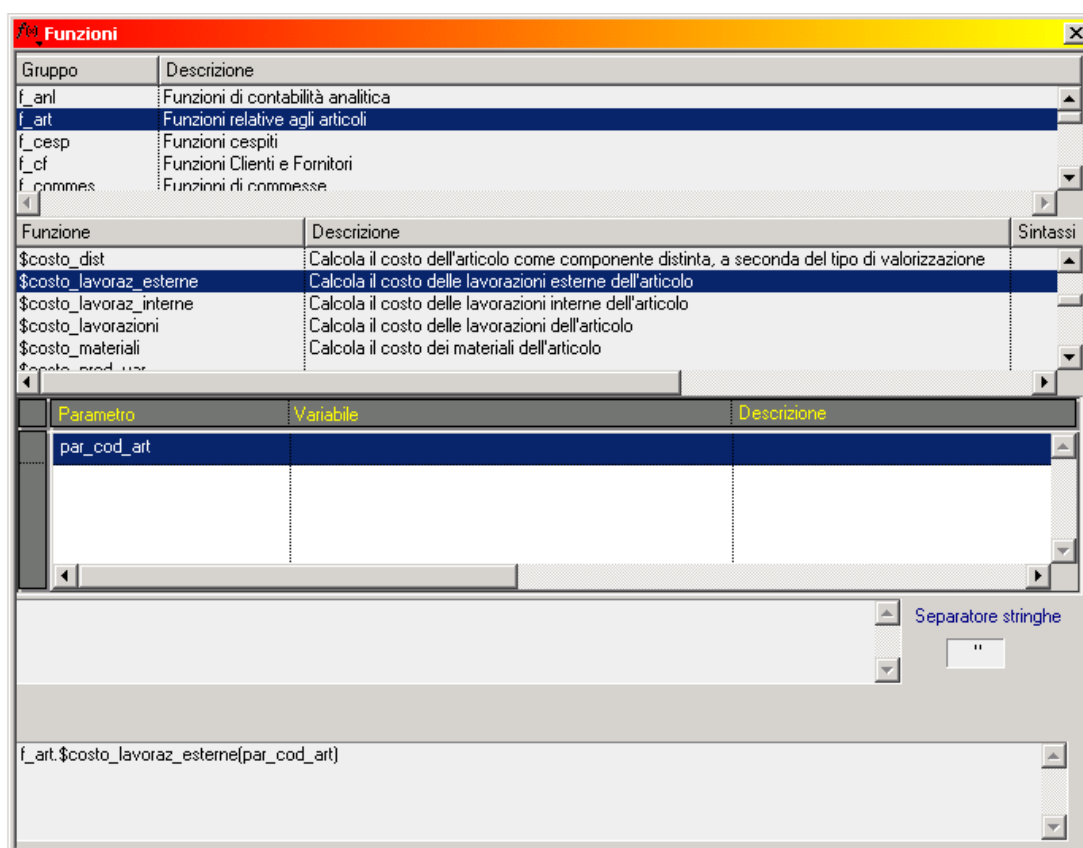 f(x) Funzioni
Gruppo Descrizione
f_anl Funzioni di contabilità analitica
f_art Funzioni relative agli articoli
f_cesp Funzioni cespiti
f_cf Funzioni Clienti e Fornitori
f_commes Funzioni di commesse
Funzione Descrizione Sintassi
$costo_dist Calcola il costo dell'articolo come componente distinta, a seconda del tipo di valorizzazione
$costo_lavoraz_esterne Calcola il costo delle lavorazioni esterne dell'articolo
$costo_lavoraz_interne Calcola il costo delle lavorazioni interne dell'articolo
$costo_lavorazioni Calcola il costo delle lavorazioni dell'articolo
$costo_materiali Calcola il costo dei materiali dell'articolo
Parametro Variabile Descrizione
par_cod_art
Separatore stringhe
"
f_art.$costo_lavoraz_esterne(par_cod_art)